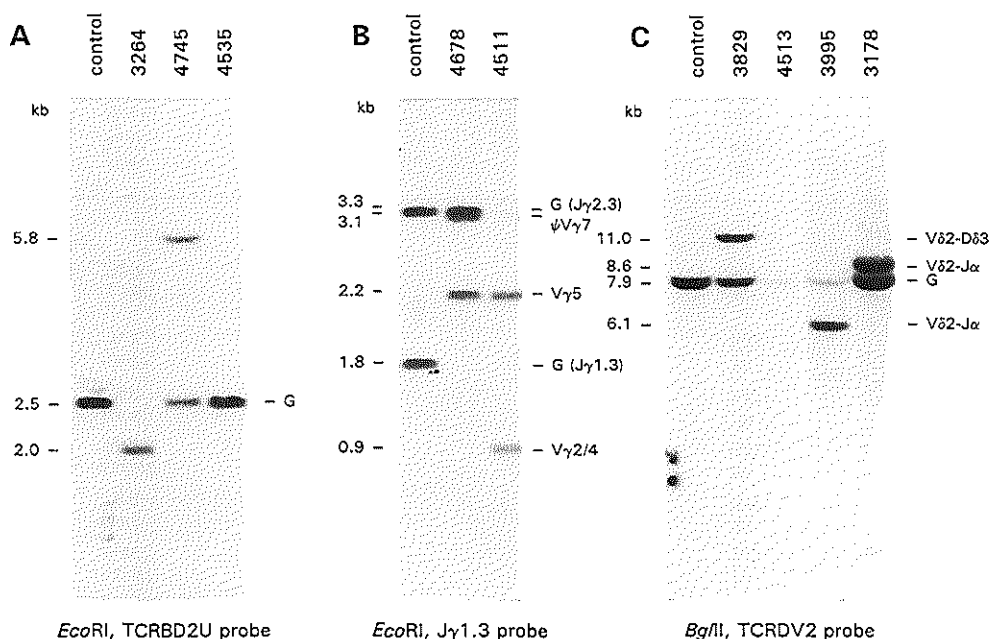 A
control
3264
4745
4535
kb
5.8
2.5
2.0
G
EcoRI, TCRBD2U probe
B
control
4678
4511
3.3
3.1
2.2
1.8
0.9
G (Jγ2.3)
ψVγ7
Vγ5
G (Jγ1.3)
Vγ2/4
EcoRI, Jγ1.3 probe
C
control
3829
4513
3995
3178
kb
11.0
8.6
7.9
6.1
Vδ2-Dδ3
Vδ2-Jα
G
Vδ2-Jα
BglII, TCRDV2 probe